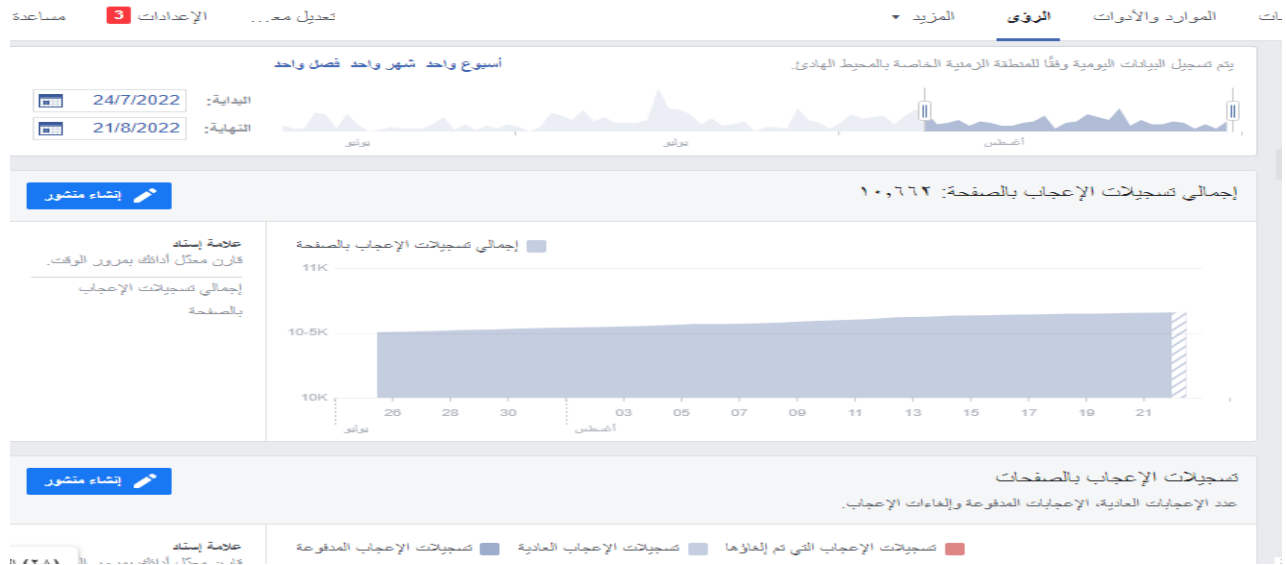 الموارد والأدوات الرؤى المزيد الإعدادات 3 مساعدة
يتم تسجيل البيانات اليومية وفقًا للمنطقة الزمنية الخاصة بالمحيط الهادئ.
أسبوع واحد شهر واحد فصل واحد
البداية: 24/7/2022
النهاية: 21/8/2022
يونيو يوليو أغسطس
إجمالي تسجيلات الإعجاب بالصفحة: ١٠,٦٦٢
إنشاء منشور
إجمالي تسجيلات الإعجاب بالصفحة
11K
10.5K
10K
26 28 30 03 05 07 09 11 13 15 17 19 21
يوليو أغسطس
علامة إستناد
قارن معدّل أدائك بمرور الوقت.
إجمالي تسجيلات الإعجاب
بالصفحة
تسجيلات الإعجاب بالصفحات
عدد الإعجابات العادية، الإعجابات المدفوعة وإلغاءات الإعجاب.
إنشاء منشور
تسجيلات الإعجاب التي تم إلغاؤها تسجيلات الإعجاب العادية تسجيلات الإعجاب المدفوعة
علامة إستناد